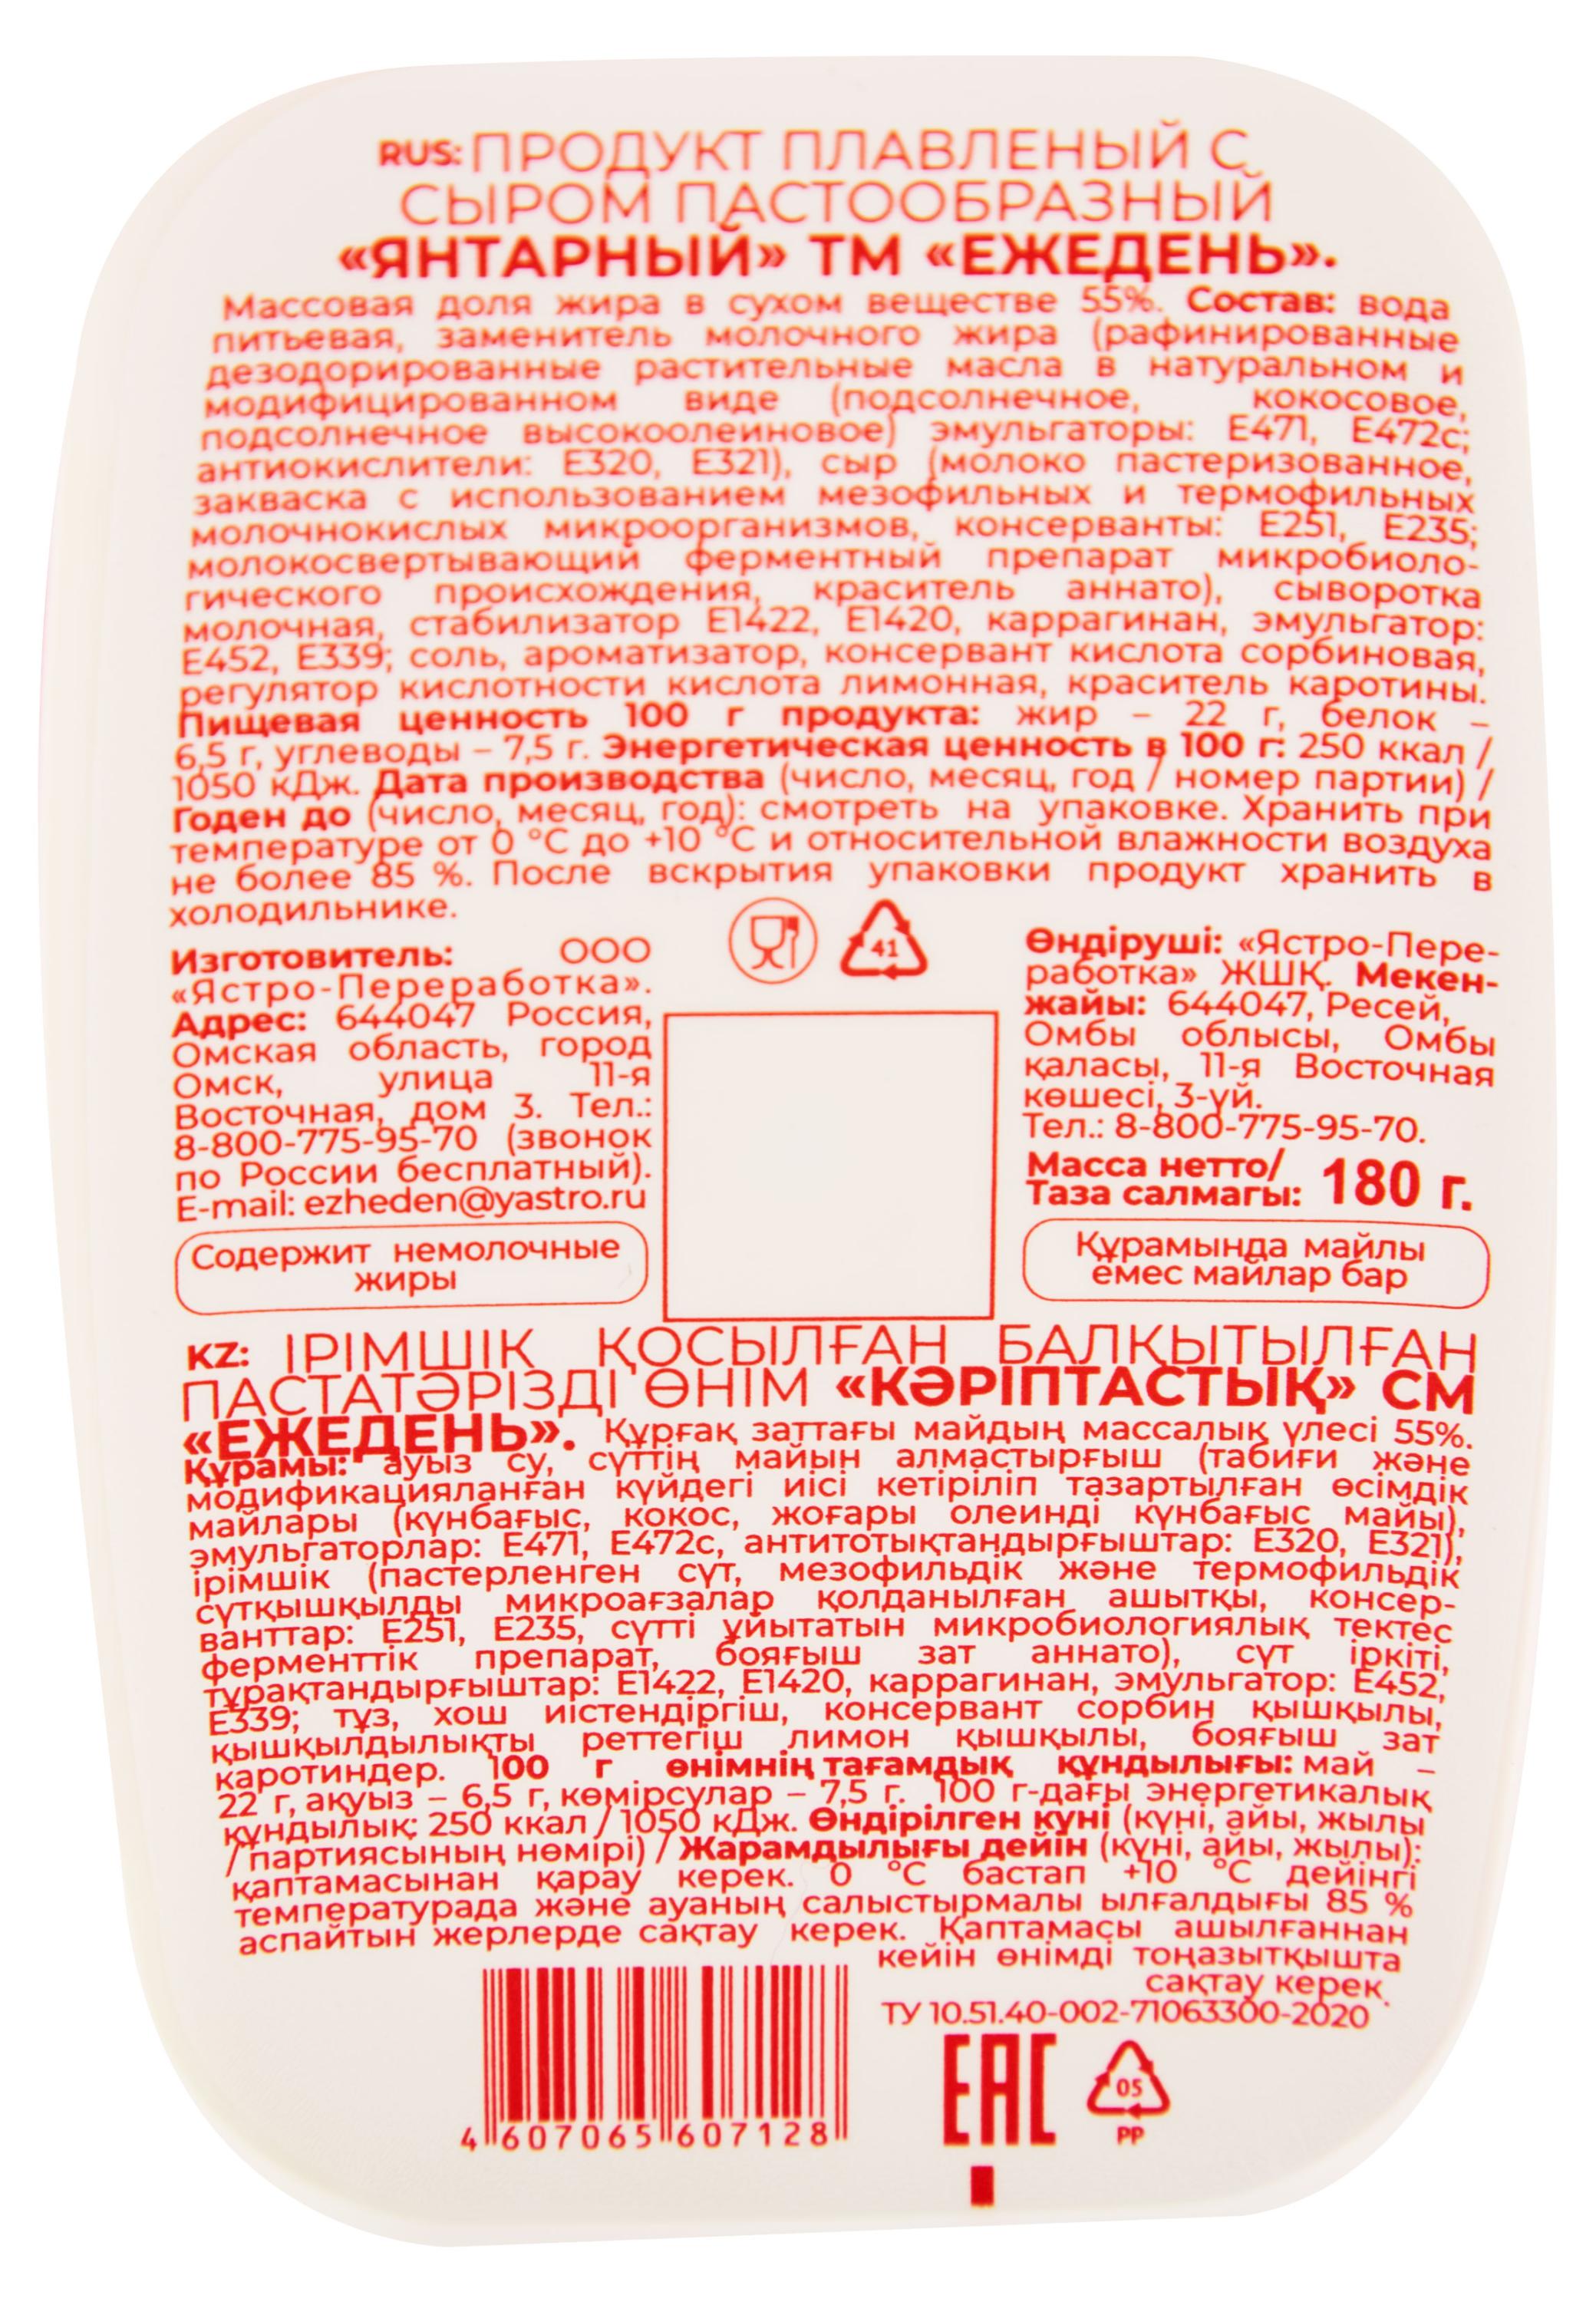 RUS: ПРОДУКТ ПЛАВЛЕНЫЙ С
СЫРОМ ПАСТООБРАЗНЫЙ
«ЯНТАРНЫЙ» ТМ «ЕЖЕДЕНЬ».
Массовая доля жира в сухом веществе 55%. Состав: вода
питьевая, заменитель молочного жира (рафинированные
дезодорированные растительные масла в натуральном и
модифицированном виде (подсолнечное, кокосовое,
подсолнечное высокоолеиновое) эмульгаторы: Е471, Е472с;
антиокислители: Е320, Е321), сыр (молоко пастеризованное,
закваска с использованием мезофильных и термофильных
молочнокислых микроорганизмов, консерванты: Е251, Е235;
молокосвертывающий ферментный препарат микробиоло-
гического происхождения, краситель аннато), сыворотка
молочная, стабилизатор Е1422, Е1420, каррагинан, эмульгатор:
Е452, Е339; соль, ароматизатор, консервант кислота сорбиновая,
регулятор кислотности кислота лимонная, краситель каротины.
Пищевая ценность 100 г продукта: жир – 22 г, белок –
6,5 г, углеводы – 7,5 г. Энергетическая ценность в 100 г: 250 ккал /
1050 кДж. Дата производства (число, месяц, год / номер партии) /
Годен до (число, месяц, год): смотреть на упаковке. Хранить при
температуре от 0 °С до +10 °С и относительной влажности воздуха
не более 85 %. После вскрытия упаковки продукт хранить в
холодильнике.
41
Изготовитель: ООО
«Ястро-Переработка».
Адрес: 644047 Россия,
Омская область, город
Омск, улица 11-я
Восточная, дом 3. Тел.:
8-800-775-95-70 (звонок
по России бесплатный).
E-mail: ezheden@yastro.ru
Содержит немолочные
жиры
Өндіруші: «Ястро-Пере-
работка» ЖШҚ. Мекен-
жайы: 644047, Ресей,
Омбы облысы, Омбы
қаласы, 11-я Восточная
көшесі, 3-үй.
Тел.: 8-800-775-95-70.
Масса нетто/
Таза салмагы: 180 г.
Құрамында майлы
емес майлар бар
KZ: ІРІМШІК ҚОСЫЛҒАН БАЛҚЫТЫЛҒАН
ПАСТАТӘРІЗДІ ӨНІМ «КӘРІПТАСТЫҚ» СМ
«ЕЖЕДЕНЬ». Құрғақ заттағы майдың массалық үлесі 55%.
Құрамы: ауыз су, сүттің майын алмастырғыш (табиғи және
модификацияланған күйдегі иісі кетіріліп тазартылған өсімдік
майлары (күнбағыс, кокос, жоғары олеинді күнбағыс майы),
эмульгаторлар: Е471, Е472с, антитотықтандырғыштар: Е320, Е321),
ірімшік (пастерленген сүт, мезофильдік және термофильдік
сүтқышқылды микроағзалар қолданылған ашытқы, консер-
ванттар: Е251, Е235, сүтті ұйытатын микробиологиялық тектес
ферменттік препарат, бояғыш зат аннато), сүт іркіті,
тұрақтандырғыштар: Е1422, Е1420, каррагинан, эмульгатор: Е452,
Е339; тұз, хош иістендіргіш, консервант сорбин қышқылы,
қышқылдылықты реттегіш лимон қышқылы, бояғыш зат
каротиндер. 100 г өнімнің тағамдық құндылығы: май –
22 г, ақуыз – 6,5 г, көмірсулар – 7,5 г. 100 г-дағы энергетикалық
құндылық: 250 ккал / 1050 кДж. Өндірілген күні (күні, айы, жылы
/ партиясының нөмірі) / Жарамдылығы дейін (күні, айы, жылы):
қаптамасынан қарау керек. 0 °С бастап +10 °С дейінгі
температурада және ауаның салыстырмалы ылғалдығы 85 %
аспайтын жерлерде сақтау керек. Қаптамасы ашылғаннан
кейін өнімді тоңазытқышта
сақтау керек.
ТУ 10.51.40-002-71063300-2020
4 607065 607128
EAC
05
PP